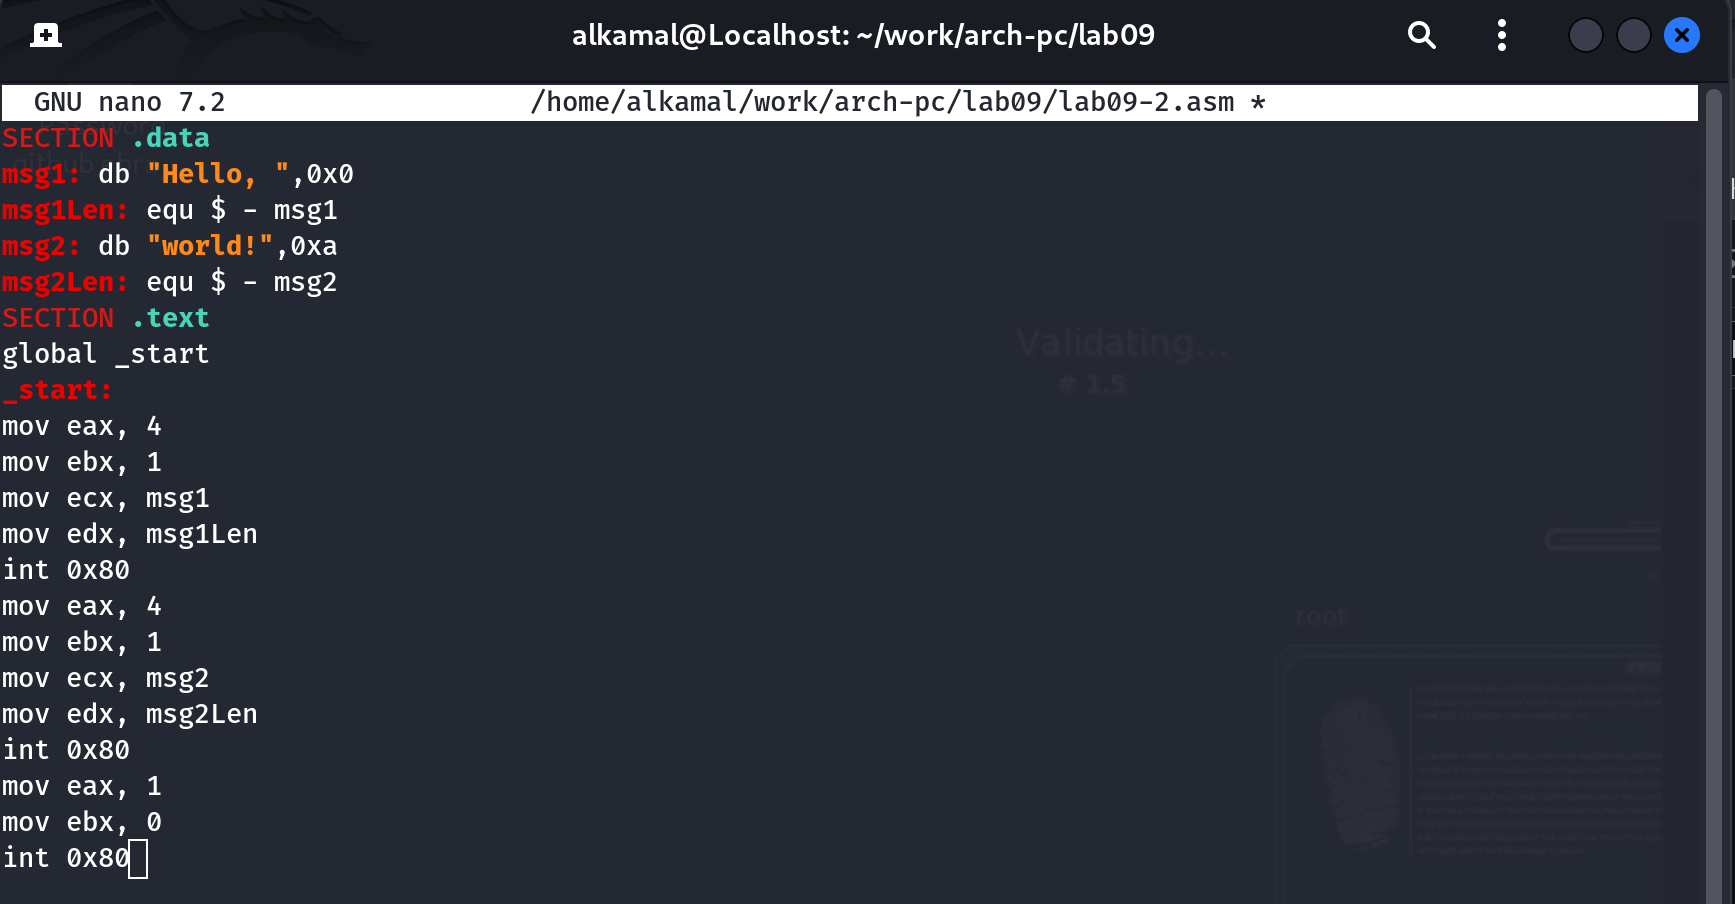 alkamal@Localhost: ~/work/arch-pc/lab09
GNU nano 7.2 /home/alkamal/work/arch-pc/lab09/lab09-2.asm *
SECTION .data
msg1: db "Hello, ",0x0
msg1Len: equ $ - msg1
msg2: db "world!",0xa
msg2Len: equ $ - msg2
SECTION .text
global _start
_start:
mov eax, 4
mov ebx, 1
mov ecx, msg1
mov edx, msg1Len
int 0x80
mov eax, 4
mov ebx, 1
mov ecx, msg2
mov edx, msg2Len
int 0x80
mov eax, 1
mov ebx, 0
int 0x80
Validating...
# 1.5
root